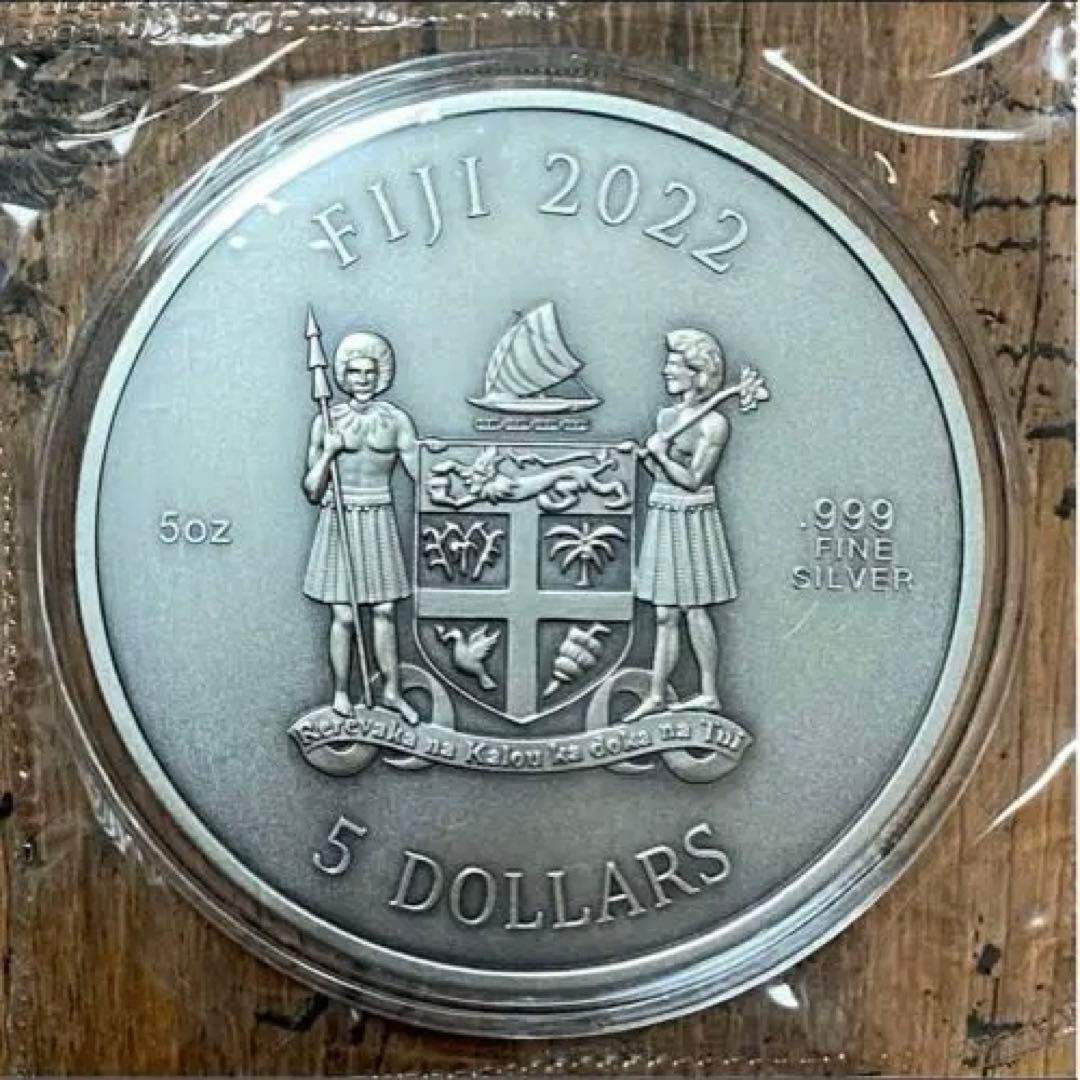 FIJI 2022
5oz
.999
FINE
SILVER
Rerevaka na Kalou ka doka na Tui
5 DOLLARS